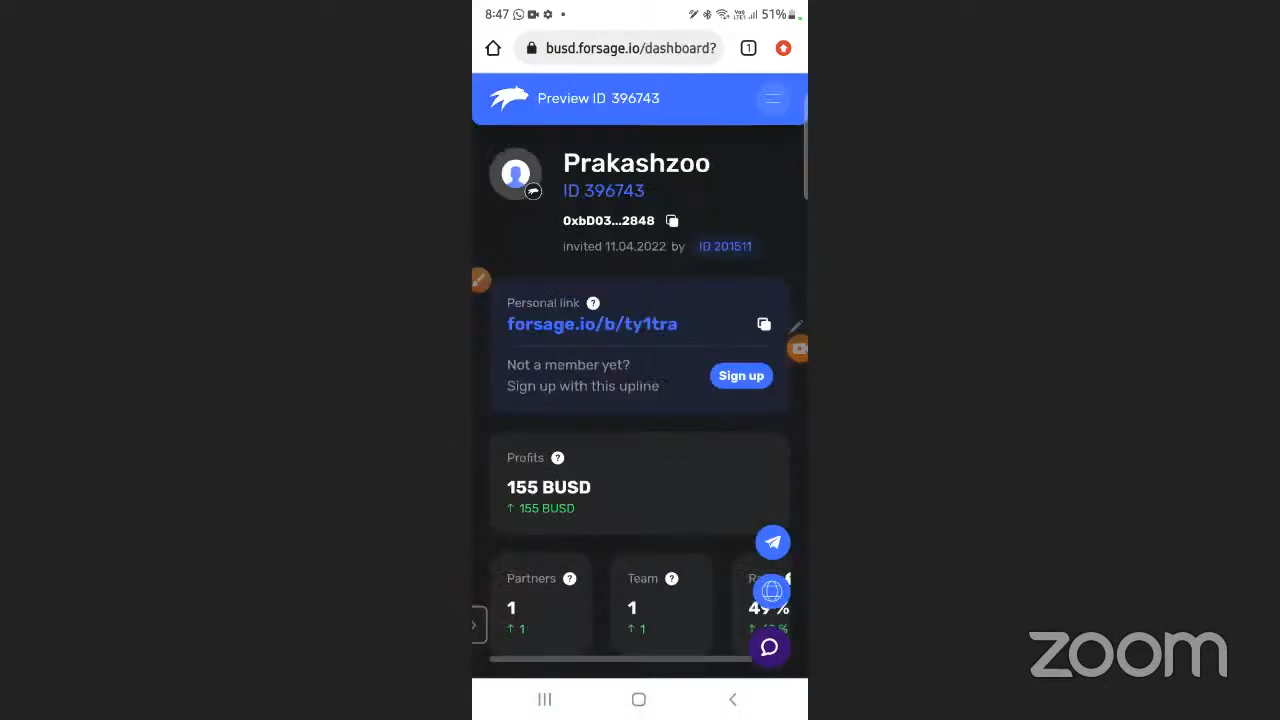 8:47
51%
busd.forsage.io/dashboard?
1
Preview ID 396743
Prakashzoo
ID 396743
0xbD03...2848
invited 11.04.2022 by ID 201511
Personal link ?
forsage.io/b/ty1tra
Not a member yet?
Sign up with this upline
Sign up
Profits ?
155 BUSD
↑ 155 BUSD
Partners ?
Team ?
1
1
49 %
↑ 1
↑ 1
zoom